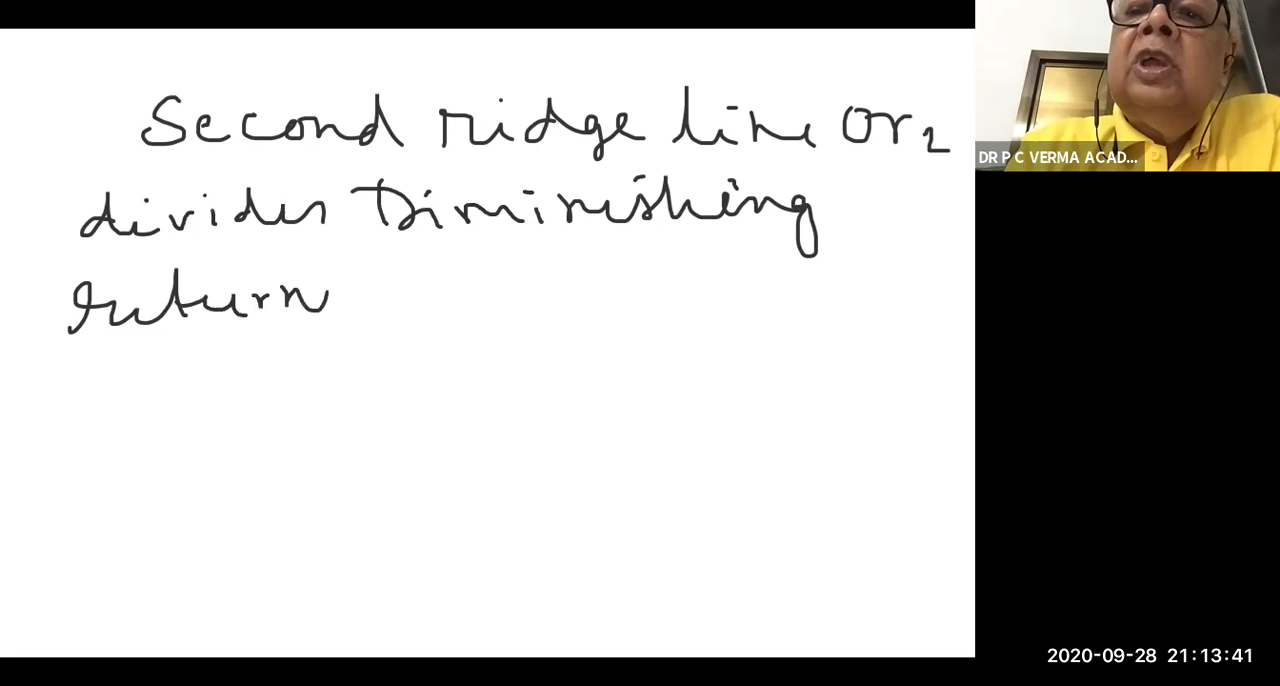 Second ridge line Or2
divides Diminishing
return
DR P C VERMA ACAD...
2020-09-28 21:13:41